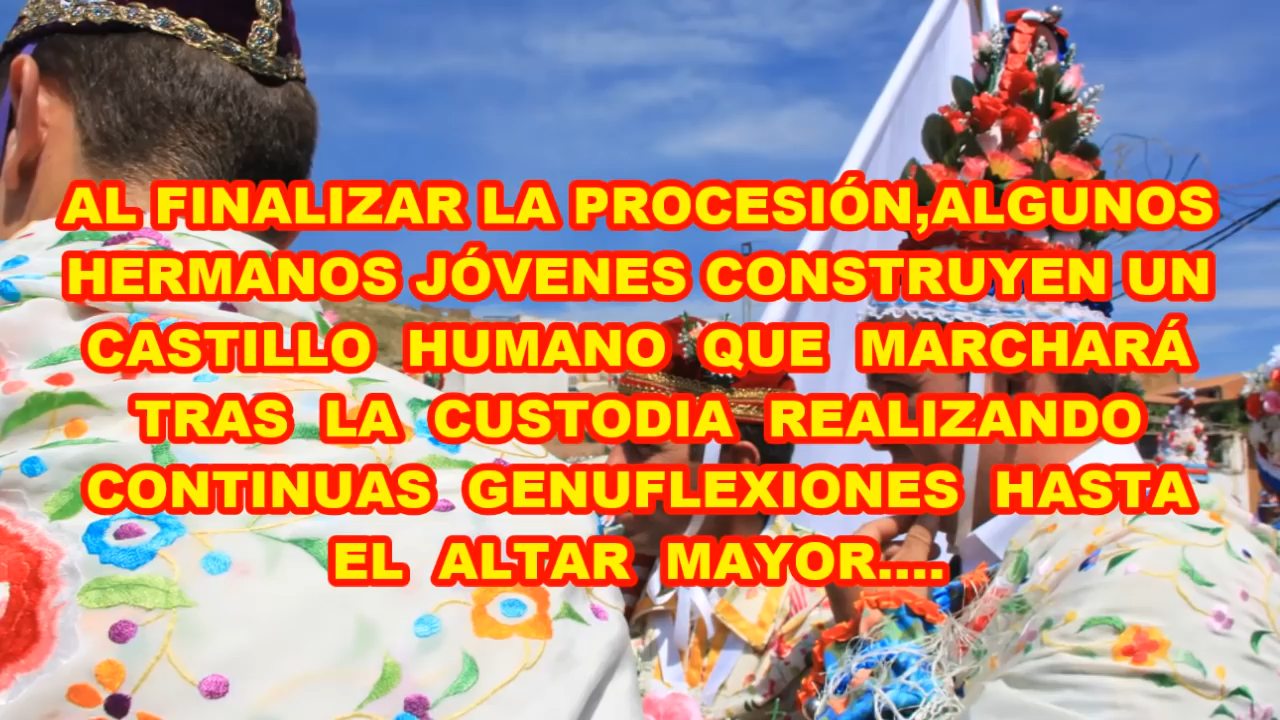 AL FINALIZAR LA PROCESIÓN,ALGUNOS
HERMANOS JÓVENES CONSTRUYEN UN
CASTILLO HUMANO QUE MARCHARÁ
TRAS LA CUSTODIA REALIZANDO
CONTINUAS GENUFLEXIONES HASTA
EL ALTAR MAYOR....